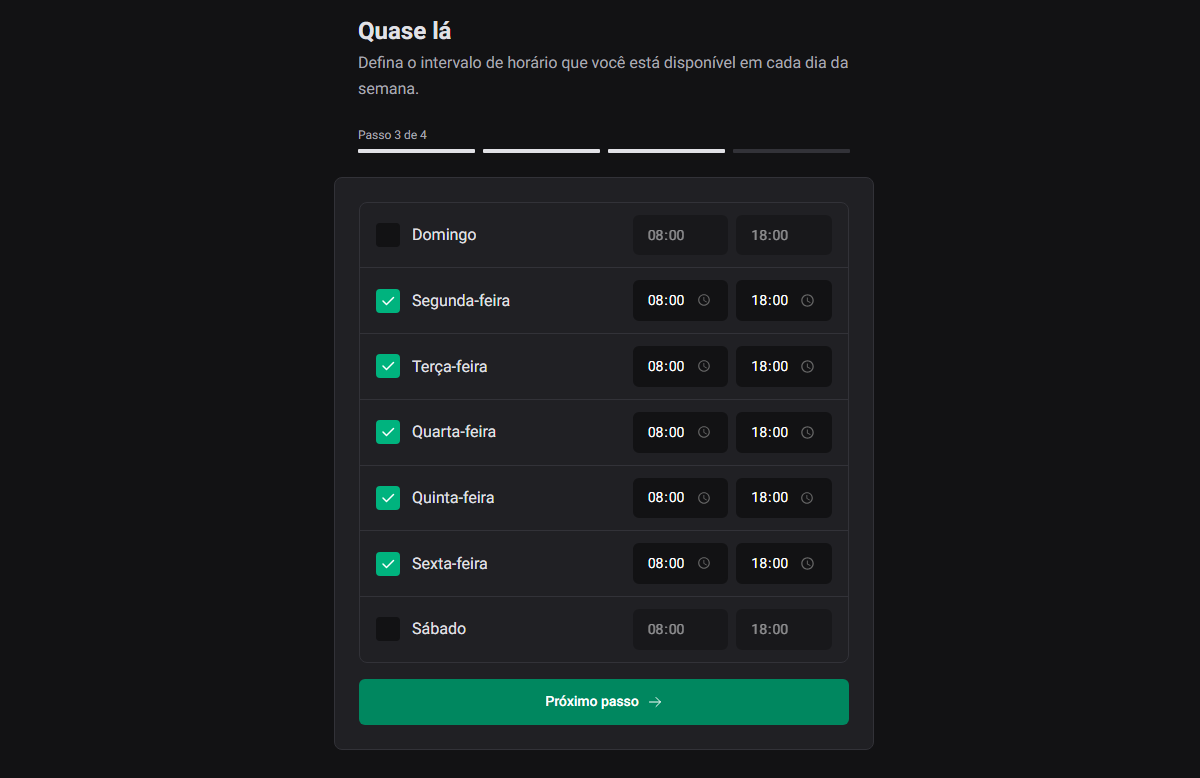 Quase lá
Defina o intervalo de horário que você está disponível em cada dia da
semana.
Passo 3 de 4
Domingo 08:00 18:00
Segunda-feira 08:00 18:00
Terça-feira 08:00 18:00
Quarta-feira 08:00 18:00
Quinta-feira 08:00 18:00
Sexta-feira 08:00 18:00
Sábado 08:00 18:00
Próximo passo →